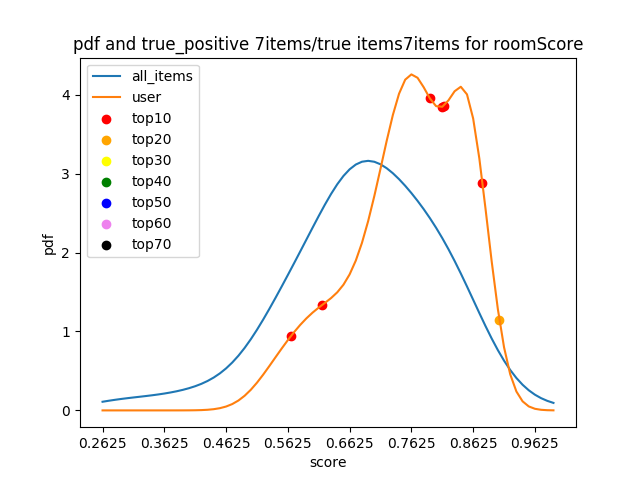 pdf and true_positive 7items/true items7items for roomScore
all_items
user
top10
top20
top30
top40
top50
top60
top70
pdf
4
3
2
1
0
0.2625 0.3625 0.4625 0.5625 0.6625 0.7625 0.8625 0.9625
score